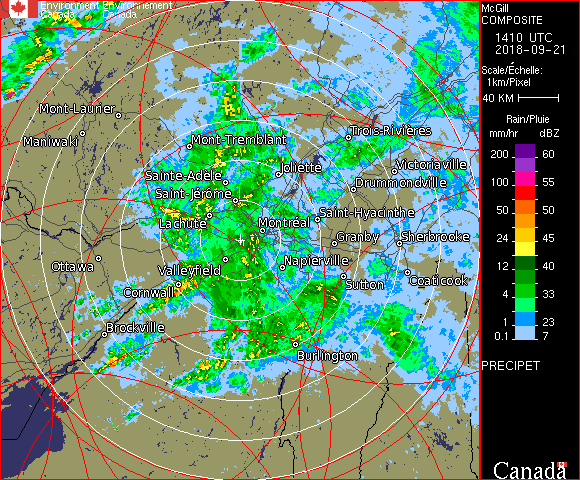 Environment Environnement
Canada Canada
Mont-Laurier
Maniwaki
Mont-Tremblant
Trois-Rivières
Sainte-Adèle
Joliette
Victoriaville
Saint-Jérôme
Drummondville
Lachute
Montréal
Saint-Hyacinthe
Granby
Sherbrooke
Ottawa
Valleyfield
Napierville
Cornwall
Sutton
Coaticook
Brockville
Burlington
McGill
COMPOSITE
1410 UTC
2018-09-21
Scale/Échelle:
1km/Pixel
40 KM
Rain/Pluie
mm/hr dBZ
200 60
100 55
50 50
24 45
12 40
4 33
1 23
0.1 7
PRECIPET
Canada